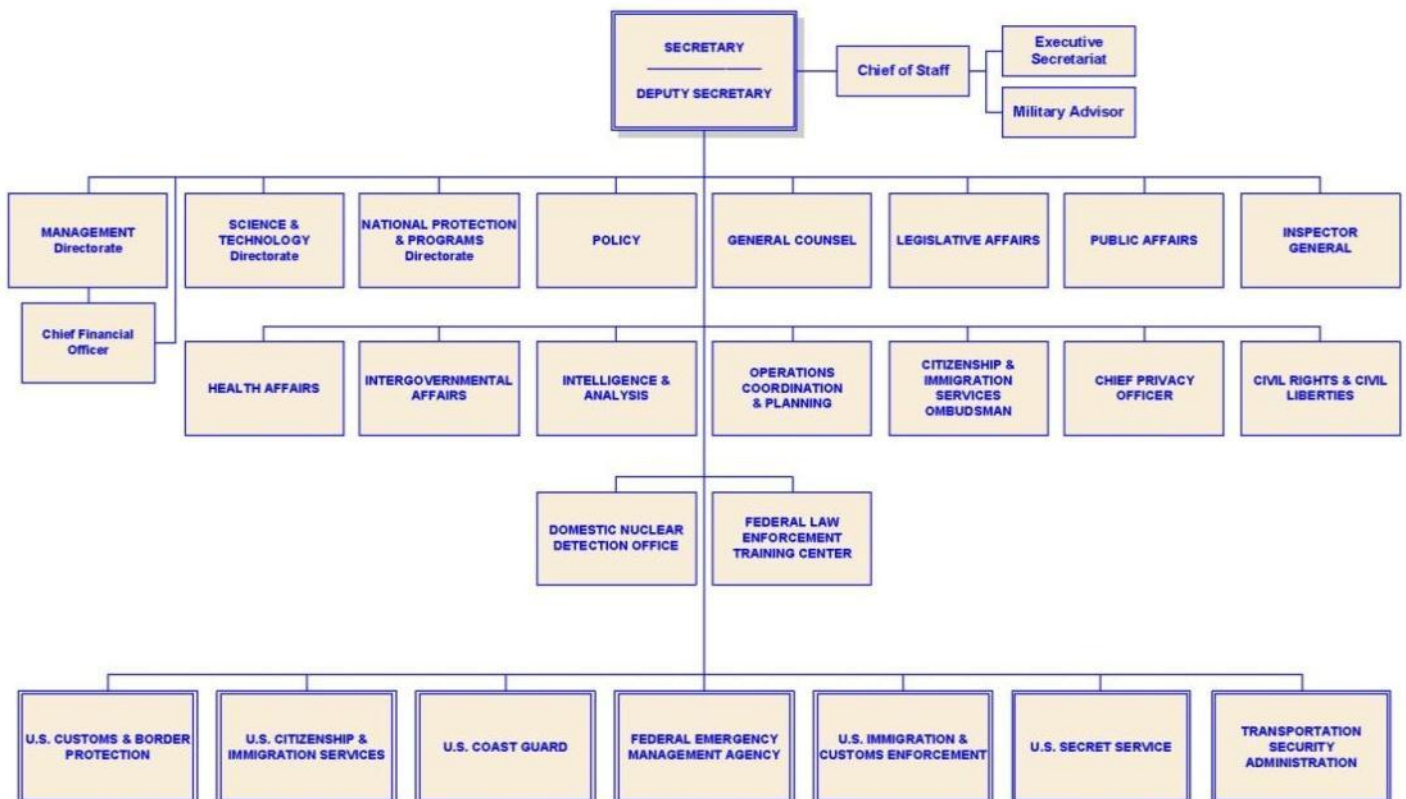 SECRETARY
DEPUTY SECRETARY
Chief of Staff
Executive
Secretariat
Military Advisor
MANAGEMENT
Directorate
SCIENCE &
TECHNOLOGY
Directorate
NATIONAL PROTECTION
& PROGRAMS
Directorate
POLICY
GENERAL COUNSEL
LEGISLATIVE AFFAIRS
PUBLIC AFFAIRS
INSPECTOR
GENERAL
Chief Financial
Officer
HEALTH AFFAIRS
INTERGOVERNMENTAL
AFFAIRS
INTELLIGENCE &
ANALYSIS
OPERATIONS
COORDINATION
& PLANNING
CITIZENSHIP &
IMMIGRATION
SERVICES
OMBUDSMAN
CHIEF PRIVACY
OFFICER
CIVIL RIGHTS & CIVIL
LIBERTIES
DOMESTIC NUCLEAR
DETECTION OFFICE
FEDERAL LAW
ENFORCEMENT
TRAINING CENTER
U.S. CUSTOMS & BORDER
PROTECTION
U.S. CITIZENSHIP &
IMMIGRATION SERVICES
U.S. COAST GUARD
FEDERAL EMERGENCY
MANAGEMENT AGENCY
U.S. IMMIGRATION &
CUSTOMS ENFORCEMENT
U.S. SECRET SERVICE
TRANSPORTATION
SECURITY
ADMINISTRATION